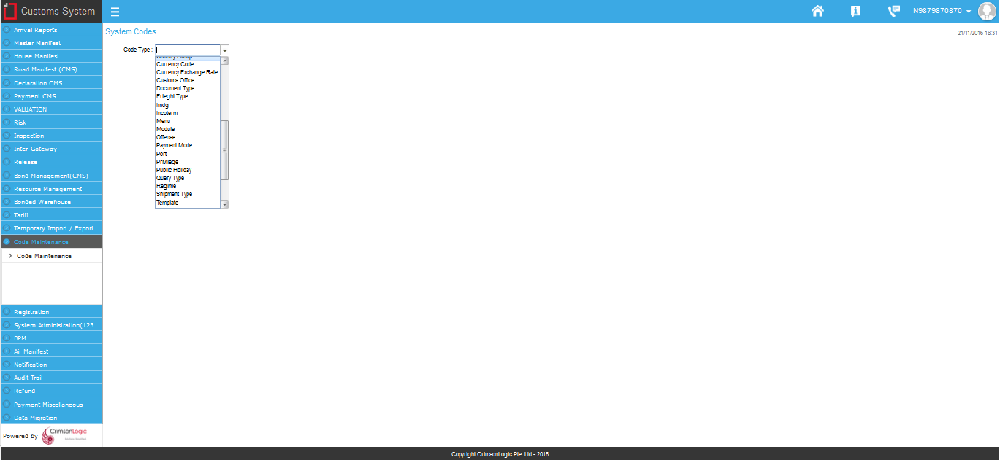 Customs System
N9879870870
Arrival Reports
Master Manifest
House Manifest
Road Manifest (CMS)
Declaration CMS
Payment CMS
VALUATION
Risk
Inspection
Inter-Gateway
Release
Bond Management(CMS)
Resource Management
Bonded Warehouse
Tariff
Temporary Import / Export ...
Code Maintenance
Code Maintenance
Registration
System Administration(123...
BPM
Air Manifest
Notification
Audit Trail
Refund
Payment Miscellaneous
Data Migration
Powered by CrimsonLogic
System Codes
21/11/2016 18:31
Code Type :
Country Group
Currency Code
Currency Exchange Rate
Customs Office
Document Type
Frieght Type
Imdg
Incoterm
Menu
Module
Offense
Payment Mode
Port
Privilege
Public Holiday
Query Type
Regime
Shipment Type
Template
Copyright CrimsonLogic Pte. Ltd - 2016